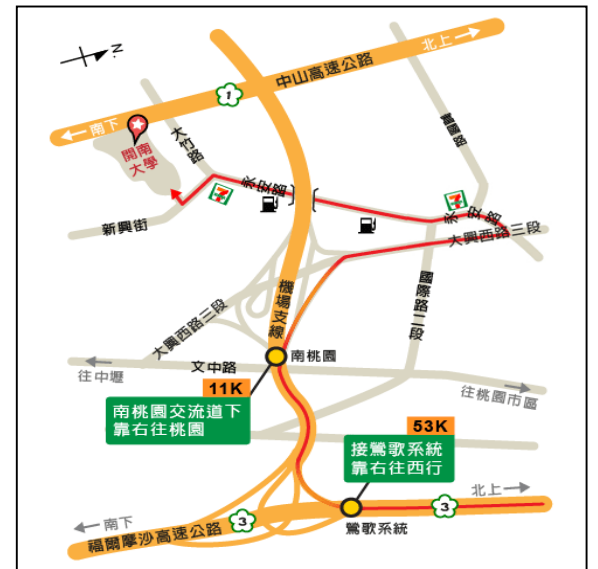 N
北上
中山高速公路
1
南下
開南
大學
大竹路
國際路
7
永安路
7
永安路
新興街
大興西路三段
國際路二段
機場支線
大興西路三段
文中路
南桃園
往中壢
往桃園市區
11K
南桃園交流道下
靠右往桃園
53K
接鶯歌系統
靠右往西行
北上
3
南下
3
福爾摩沙高速公路
鶯歌系統